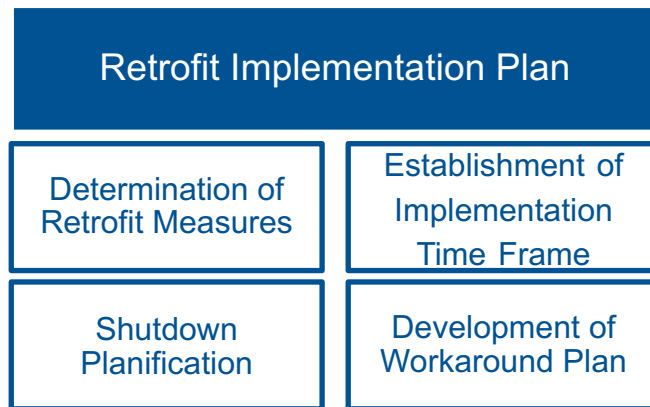 Retrofit Implementation Plan
Determination of
Retrofit Measures
Establishment of
Implementation
Time Frame
Shutdown
Planification
Development of
Workaround Plan